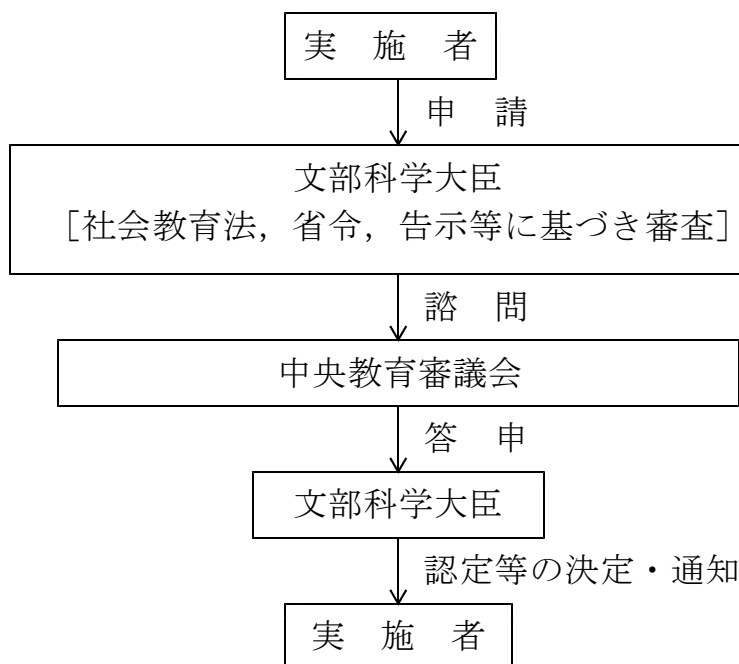 実 施 者
申 請
文部科学大臣
［社会教育法，省令，告示等に基づき審査］
諮 問
中央教育審議会
答 申
文部科学大臣
認定等の決定・通知
実 施 者